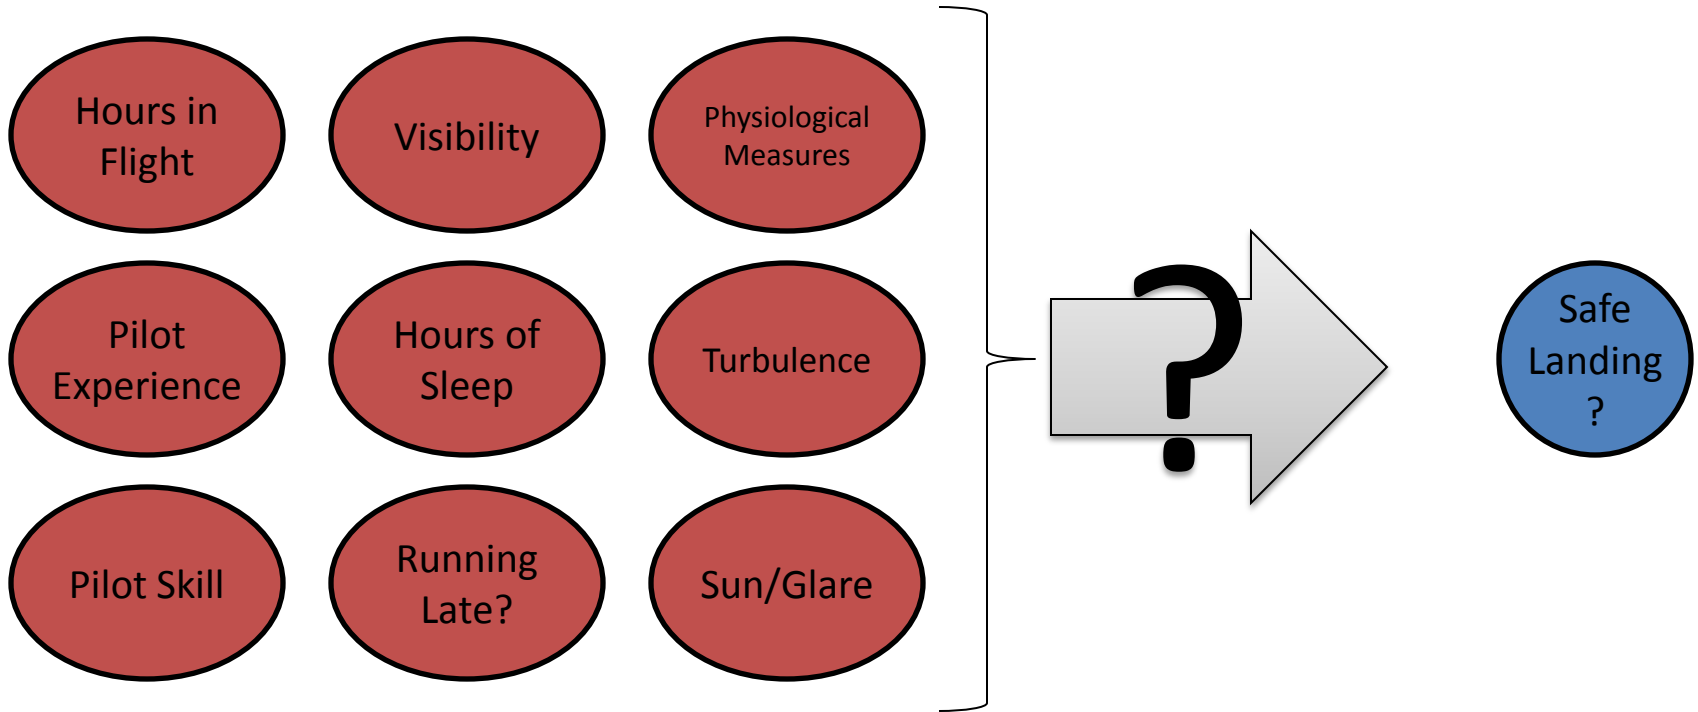 Hours in
Flight
Visibility
Physiological
Measures
Pilot
Experience
Hours of
Sleep
Turbulence
Pilot Skill
Running
Late?
Sun/Glare
?
Safe
Landing
?